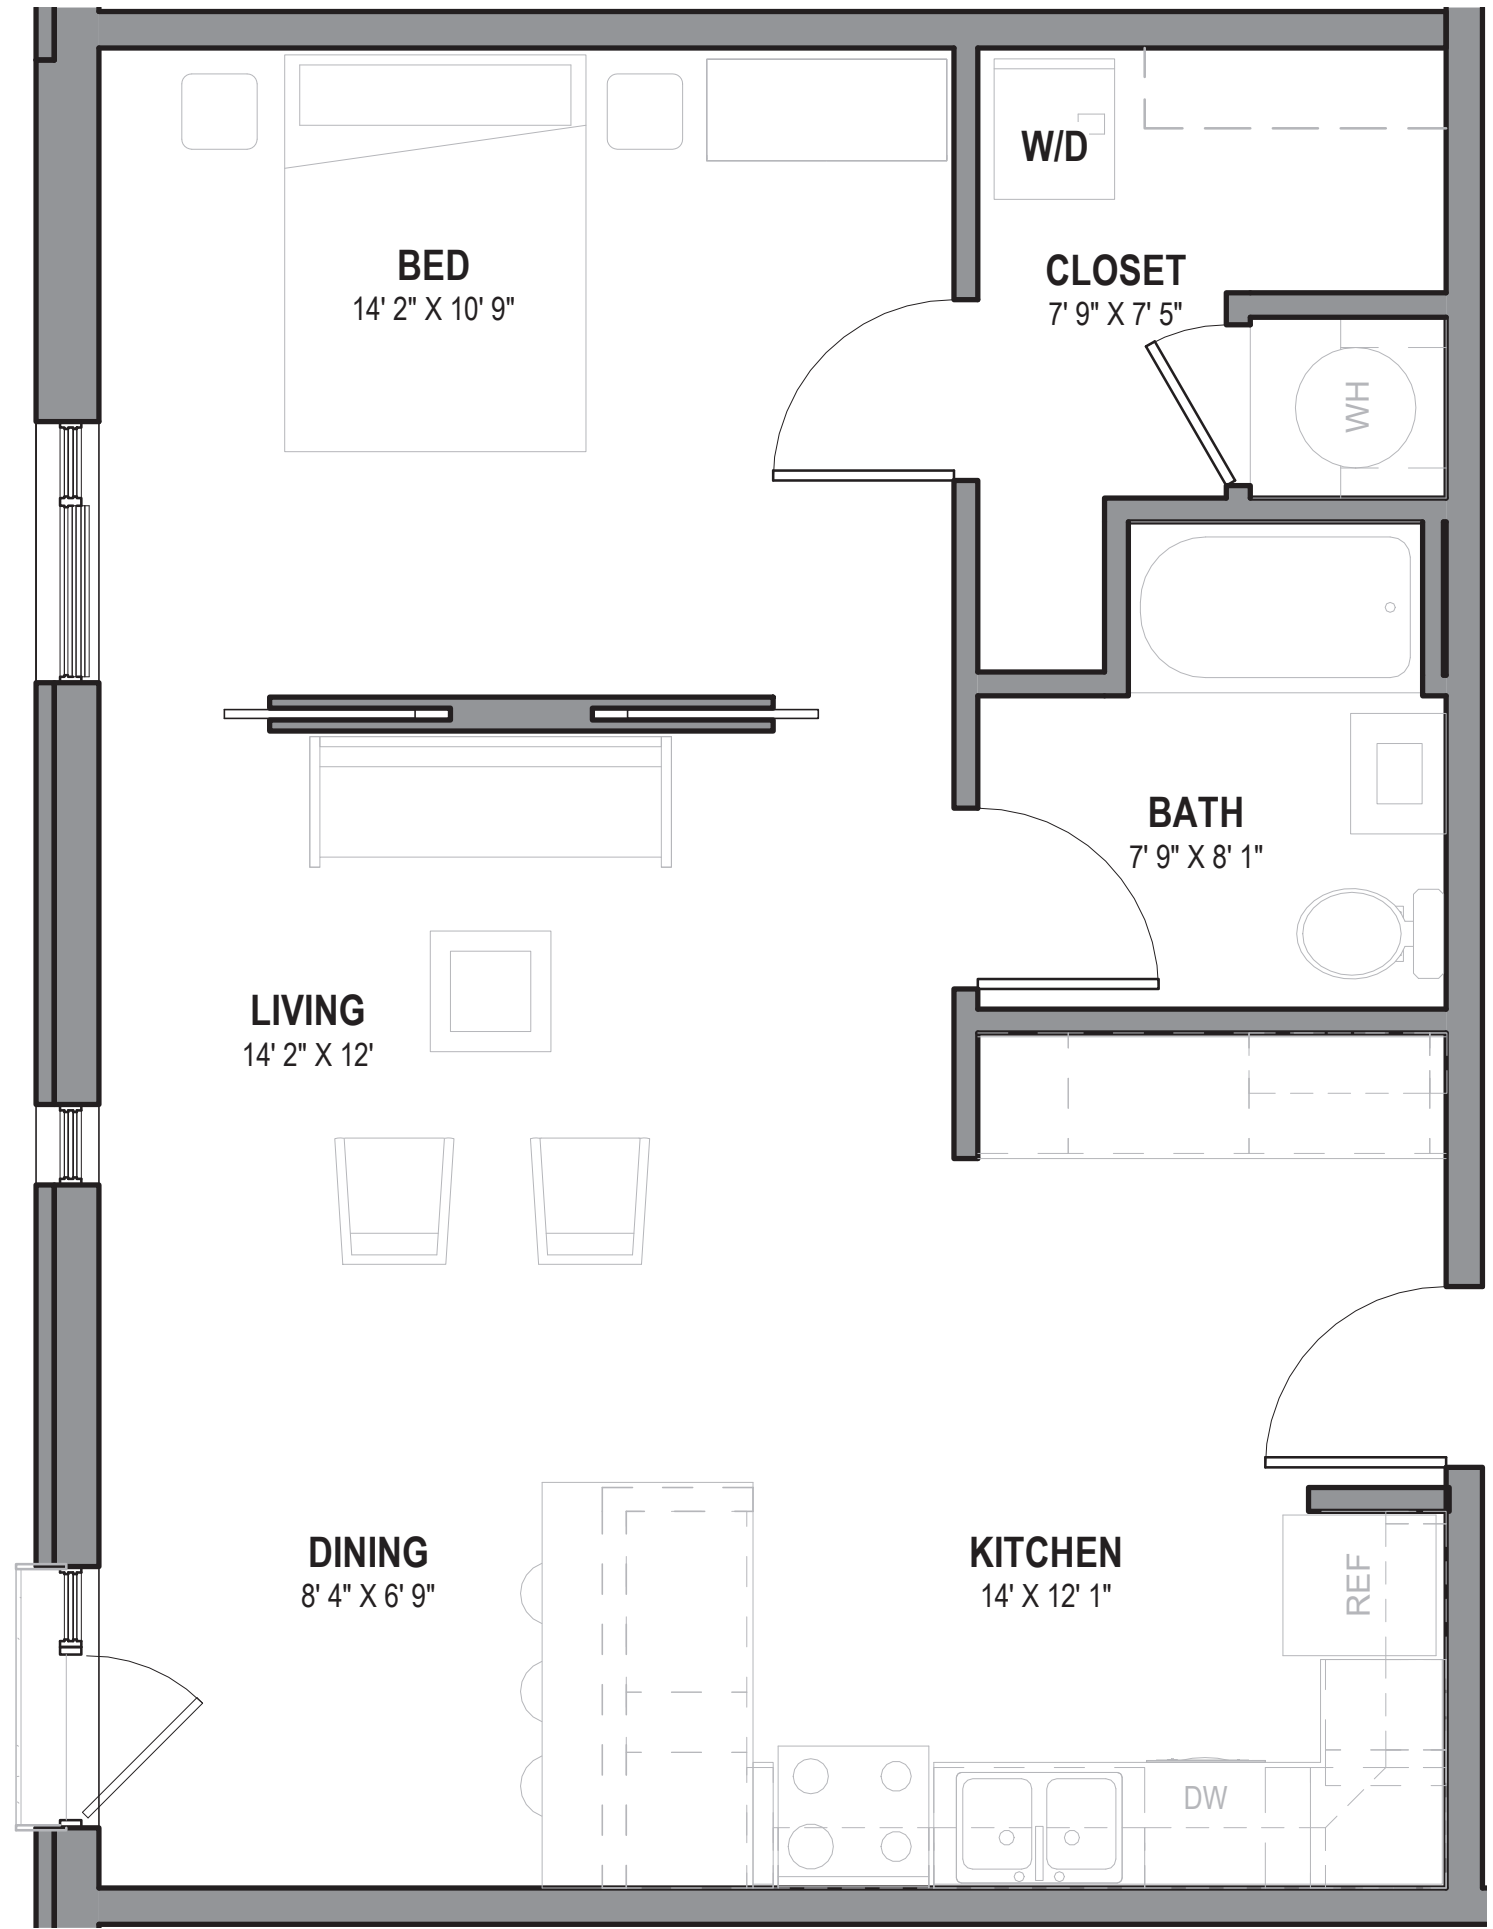 W/D
BED
14' 2" X 10' 9"
CLOSET
7' 9" X 7' 5"
WH
BATH
7' 9" X 8' 1"
LIVING
14' 2" X 12'
DINING
8' 4" X 6' 9"
KITCHEN
14' X 12' 1"
REF
DW